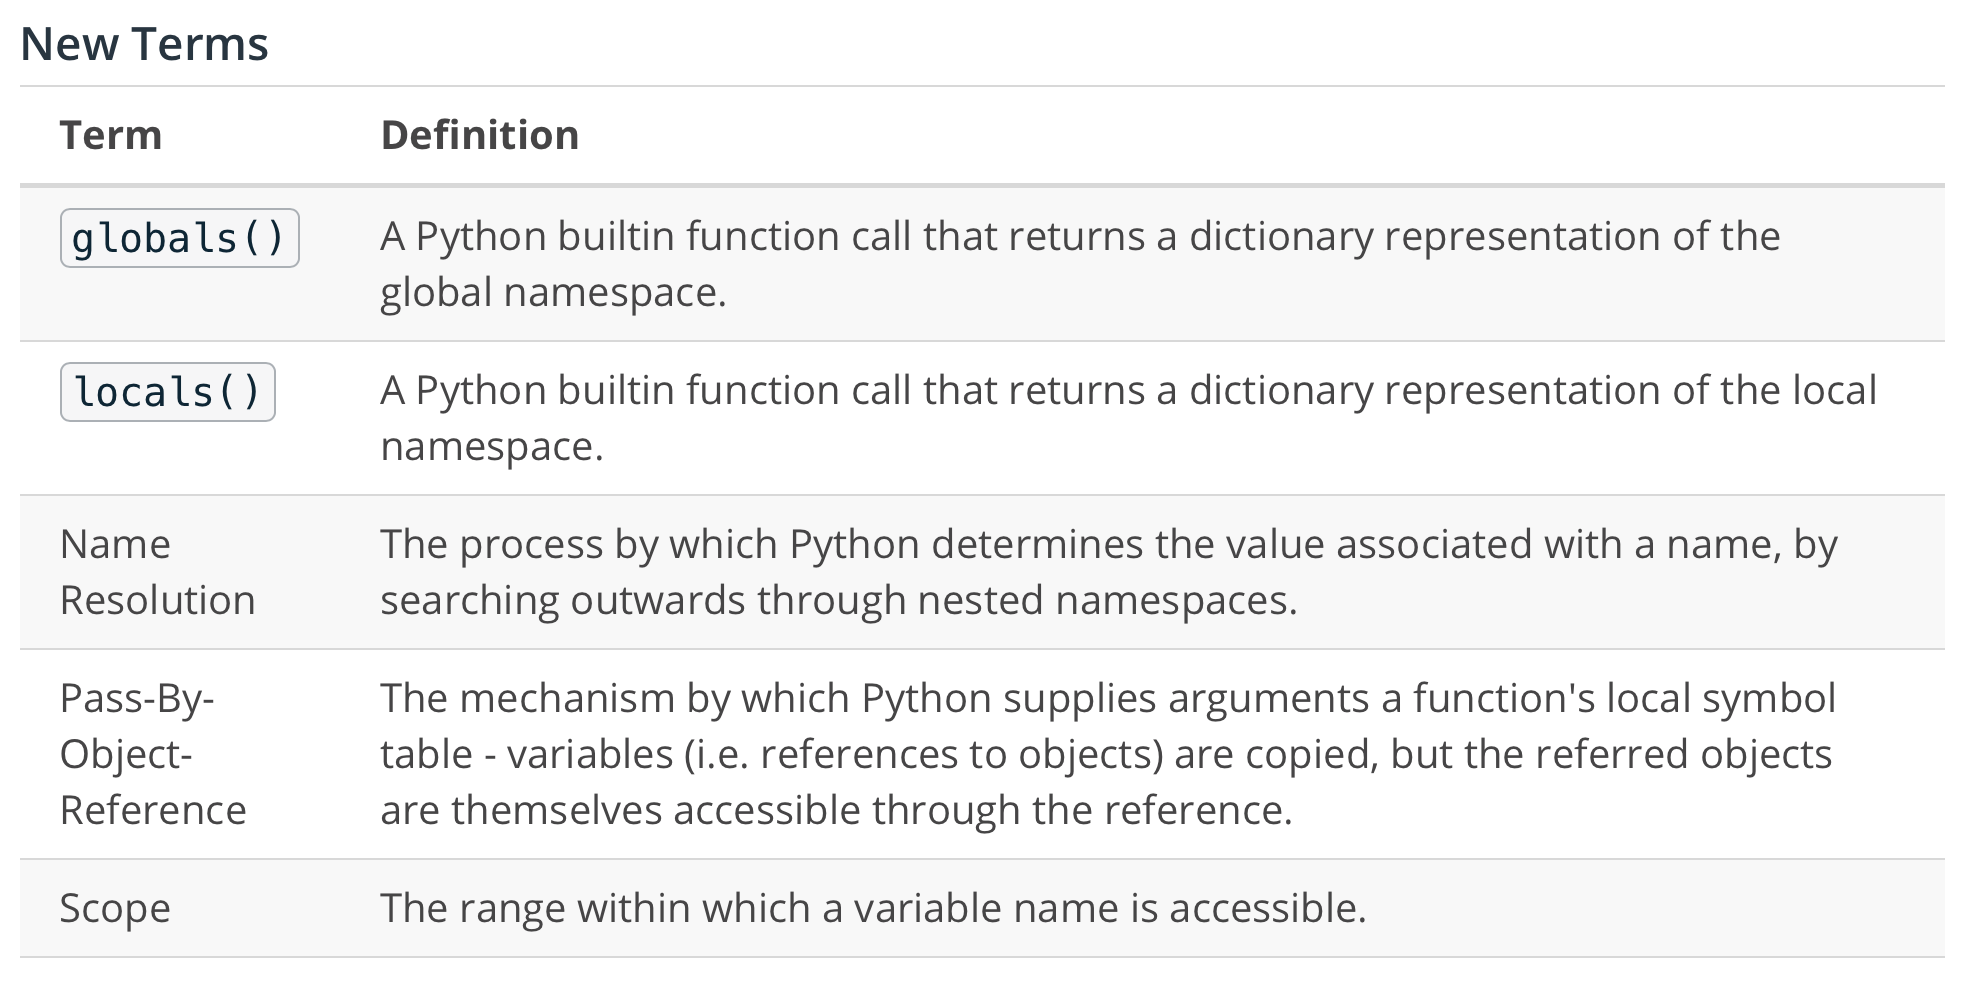 New Terms
Term Definition
globals() A Python builtin function call that returns a dictionary representation of the
global namespace.
locals() A Python builtin function call that returns a dictionary representation of the local
namespace.
Name The process by which Python determines the value associated with a name, by
Resolution searching outwards through nested namespaces.
Pass-By- The mechanism by which Python supplies arguments a function's local symbol
Object- table - variables (i.e. references to objects) are copied, but the referred objects
Reference are themselves accessible through the reference.
Scope The range within which a variable name is accessible.